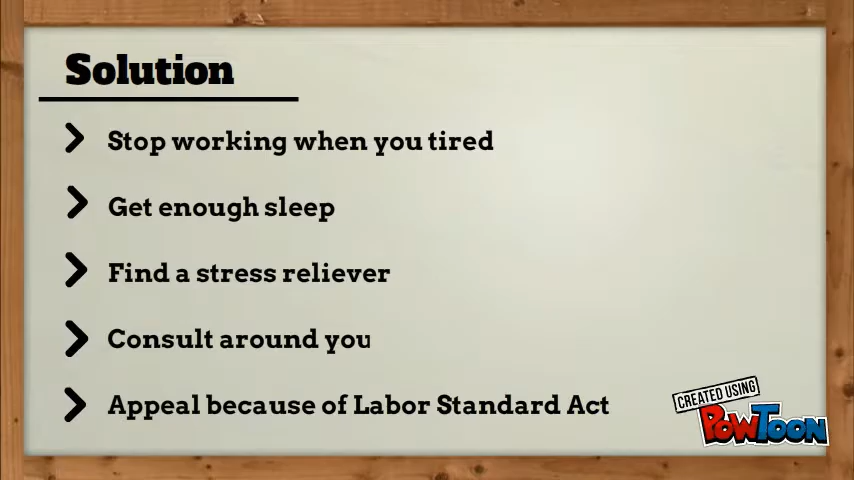 Solution
Stop working when you tired
Get enough sleep
Find a stress reliever
Consult around you
Appeal because of Labor Standard Act
CREATED USING
POWTOON